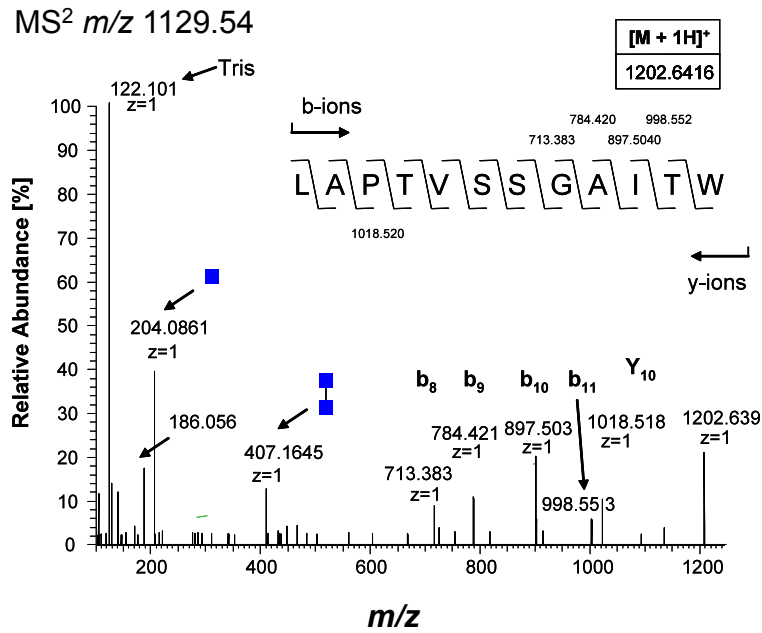 MS² m/z 1129.54
[M + 1H]⁺
1202.6416
122.101
z=1
Tris
b-ions
784.420 998.552
713.383 897.5040
L A P T V S S G A I T W
1018.520
y-ions
Relative Abundance [%]
100
90
80
70
60
50
40
30
20
10
0
204.0861
z=1
186.056
407.1645
z=1
b₈ b₉ b₁₀ b₁₁ Y₁₀
713.383
z=1
784.421
z=1
897.503
z=1
998.553
1018.518
z=1
1202.639
z=1
200 400 600 800 1000 1200
m/z